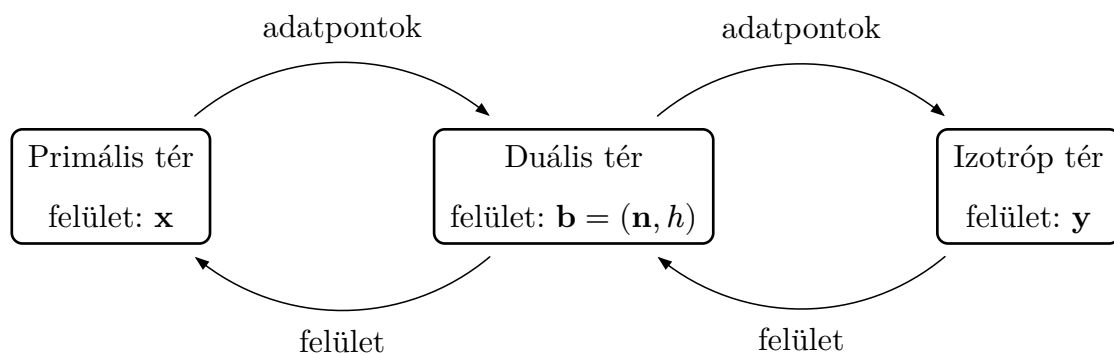 adatpontok
adatpontok
Primális tér
felület: x
Duális tér
felület: b = (n, h)
Izotróp tér
felület: y
felület
felület